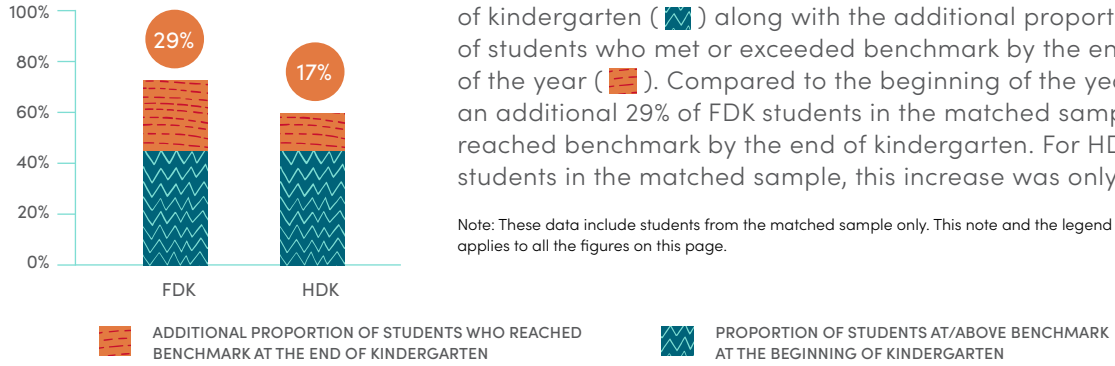 100%
80%
60%
40%
20%
0%
29%
17%
FDK
HDK
of kindergarten ( ) along with the additional
of students who met or exceeded benchmark by the
of the year ( ). Compared to the beginning of the
an additional 29% of FDK students in the matched
reached benchmark by the end of kindergarten. For
students in the matched sample, this increase was only
Note: These data include students from the matched sample only. This note and the legend
applies to all the figures on this page.
ADDITIONAL PROPORTION OF STUDENTS WHO REACHED
BENCHMARK AT THE END OF KINDERGARTEN
PROPORTION OF STUDENTS AT/ABOVE BENCHMARK
AT THE BEGINNING OF KINDERGARTEN